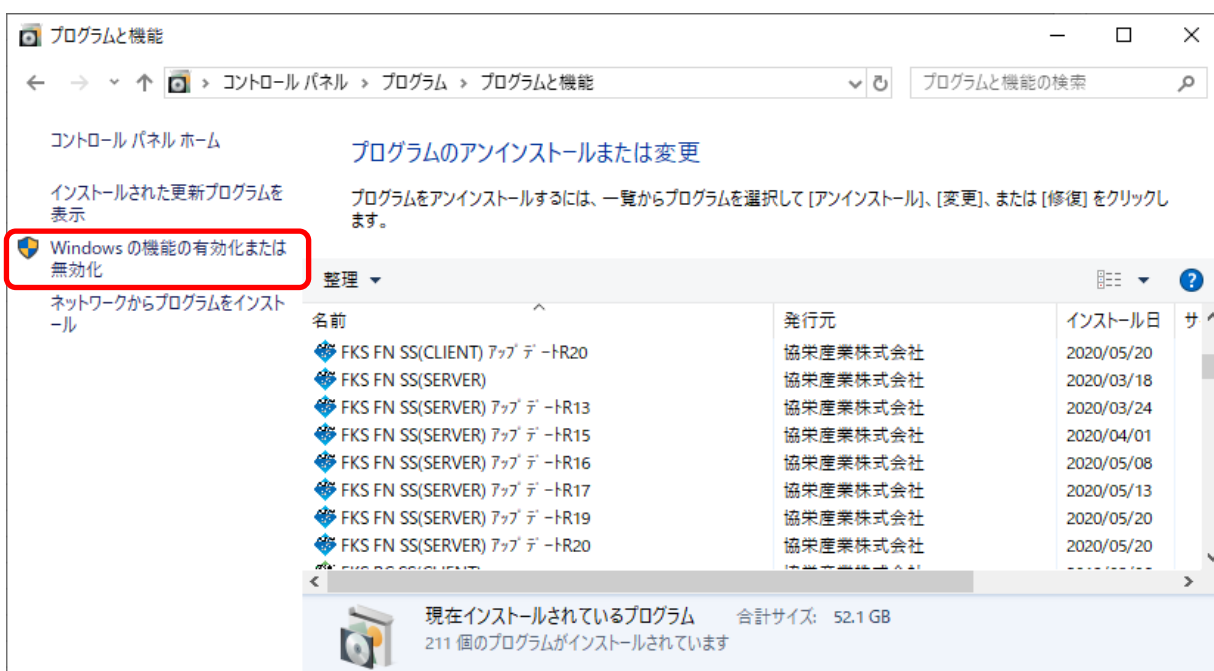 プログラムと機能
コントロール パネル › プログラム › プログラムと機能
プログラムと機能の検索
コントロール パネル ホーム
インストールされた更新プログラムを
表示
Windows の機能の有効化または
無効化
ネットワークからプログラムをインスト
ール
プログラムのアンインストールまたは変更
プログラムをアンインストールするには、一覧からプログラムを選択して [アンインストール]、[変更]、または [修復] をクリックし
ます。
整理
名前 発行元 インストール日 サ
FKS FN SS(CLIENT) アップデートR20 協栄産業株式会社 2020/05/20
FKS FN SS(SERVER) 協栄産業株式会社 2020/03/18
FKS FN SS(SERVER) アップデートR13 協栄産業株式会社 2020/03/24
FKS FN SS(SERVER) アップデートR15 協栄産業株式会社 2020/04/01
FKS FN SS(SERVER) アップデートR16 協栄産業株式会社 2020/05/08
FKS FN SS(SERVER) アップデートR17 協栄産業株式会社 2020/05/13
FKS FN SS(SERVER) アップデートR19 協栄産業株式会社 2020/05/20
FKS FN SS(SERVER) アップデートR20 協栄産業株式会社 2020/05/20
現在インストールされているプログラム 合計サイズ: 52.1 GB
211 個のプログラムがインストールされています